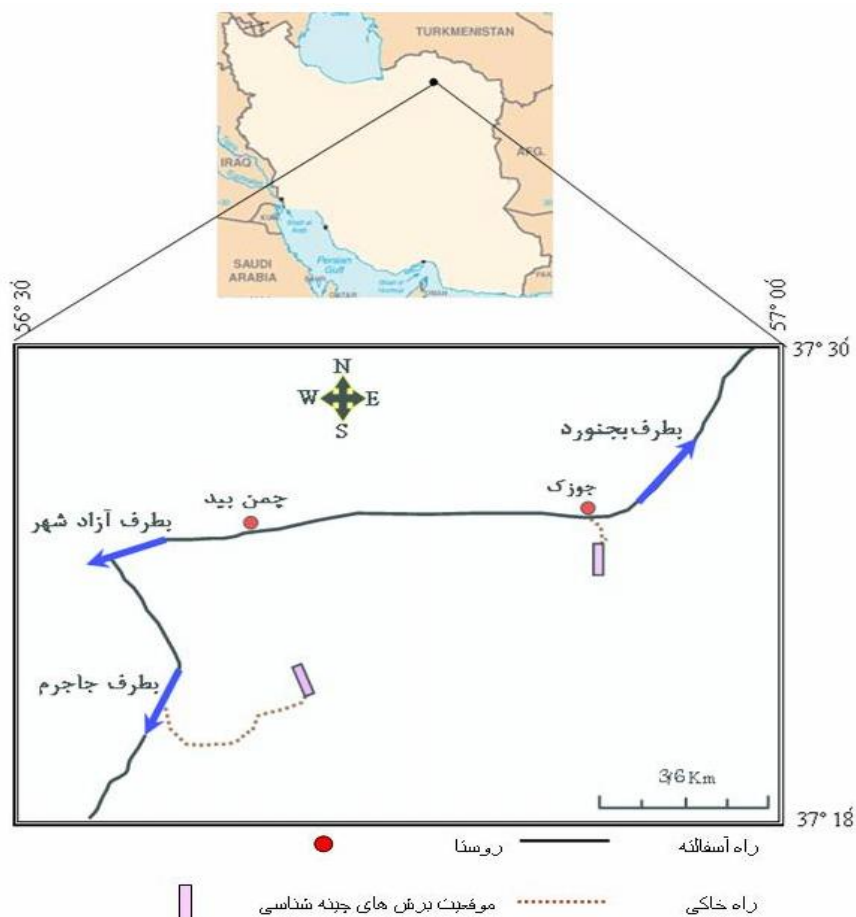 TURKMENISTAN
IRAQ
AFG.
SAUDI
ARABIA
Persian
Gulf
QATAR
56° 30
57° 00
37° 30
N
W E
S
بطرف بجنورد
جوزک
چمن بید
بطرف آزاد شهر
بطرف جاجرم
3/6 Km
37° 18
راه آسفالته
روستا
راه خاکی
موقعیت برش های چینه شناسی